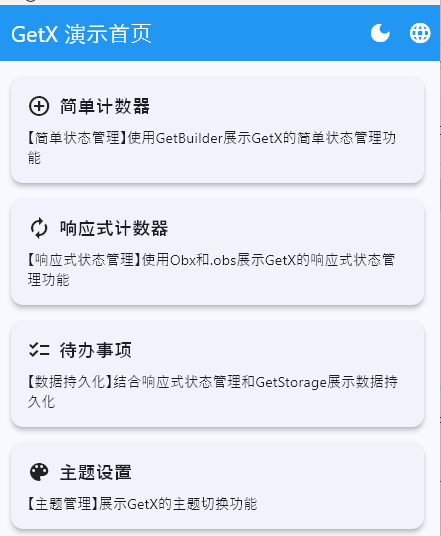 GetX 演示首页
简单计数器
【简单状态管理】使用GetBuilder展示GetX的简单状态管理功
能
响应式计数器
【响应式状态管理】使用Obx和.obs展示GetX的响应式状态管
理功能
待办事项
【数据持久化】结合响应式状态管理和GetStorage展示数据持
久化
主题设置
【主题管理】展示GetX的主题切换功能